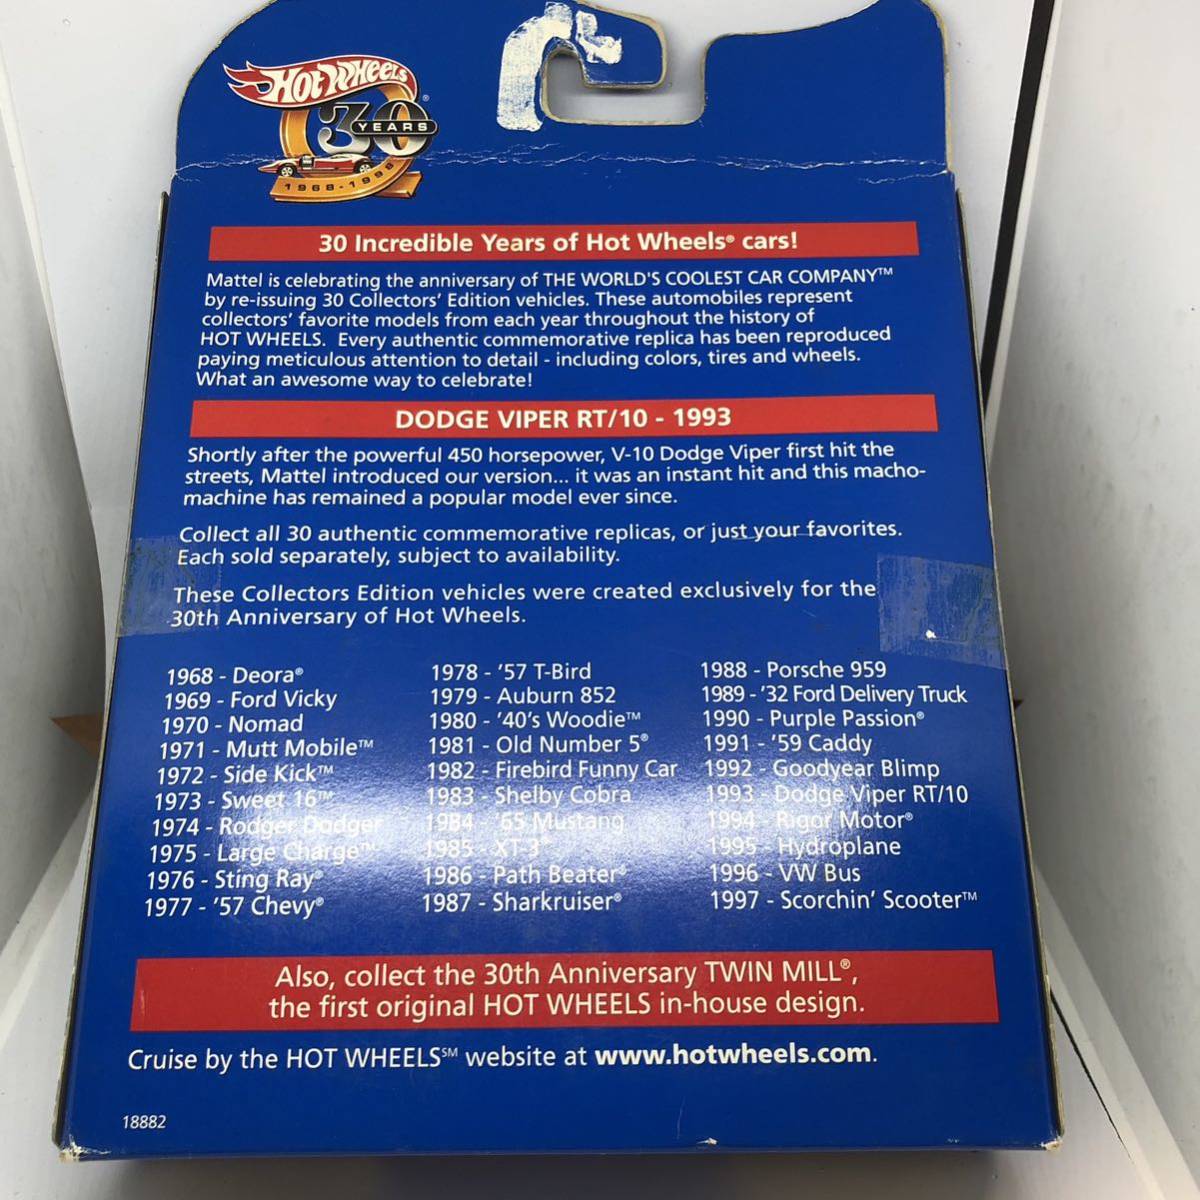 HOT WHEELS®
30
YEARS
1968-1998
30 Incredible Years of Hot Wheels® cars!
Mattel is celebrating the anniversary of THE WORLD'S COOLEST CAR COMPANY™
by re-issuing 30 Collectors' Edition vehicles. These automobiles represent
collectors' favorite models from each year throughout the history of
HOT WHEELS. Every authentic commemorative replica has been reproduced
paying meticulous attention to detail - including colors, tires and wheels.
What an awesome way to celebrate!
DODGE VIPER RT/10 - 1993
Shortly after the powerful 450 horsepower, V-10 Dodge Viper first hit the
streets, Mattel introduced our version... it was an instant hit and this macho-
machine has remained a popular model ever since.
Collect all 30 authentic commemorative replicas, or just your favorites.
Each sold separately, subject to availability.
These Collectors Edition vehicles were created exclusively for the
30th Anniversary of Hot Wheels.
1968 - Deora®
1969 - Ford Vicky
1970 - Nomad
1971 - Mutt Mobile™
1972 - Side Kick™
1973 - Sweet 16™
1974 - Rodger Dodger
1975 - Large Charge™
1976 - Sting Ray®
1977 - '57 Chevy®
1978 - '57 T-Bird
1979 - Auburn 852
1980 - '40's Woodie™
1981 - Old Number 5®
1982 - Firebird Funny Car
1983 - Shelby Cobra
1984 - '65 Mustang
1985 - XT-3®
1986 - Path Beater®
1987 - Sharkruiser®
1988 - Porsche 959
1989 - '32 Ford Delivery Truck
1990 - Purple Passion®
1991 - '59 Caddy
1992 - Goodyear Blimp
1993 - Dodge Viper RT/10
1994 - Rigor Motor®
1995 - Hydroplane
1996 - VW Bus
1997 - Scorchin' Scooter™
Also, collect the 30th Anniversary TWIN MILL®,
the first original HOT WHEELS in-house design.
Cruise by the HOT WHEELS℠ website at www.hotwheels.com.
18882